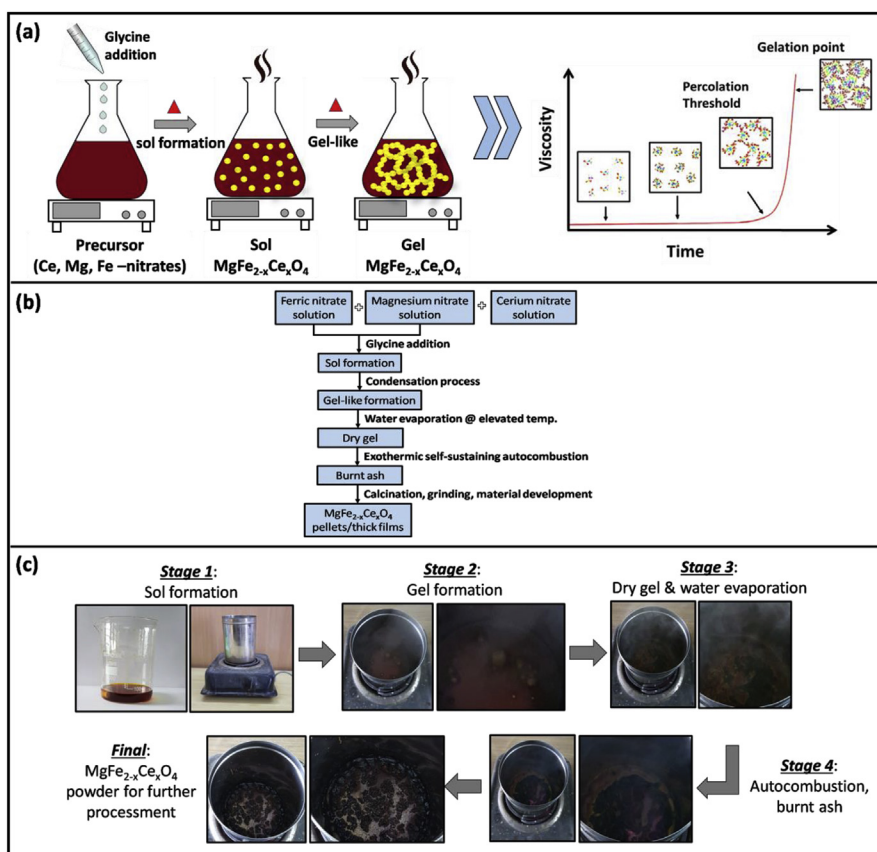 (a)
Glycine
addition
sol formation
Gel-like
Precursor
(Ce, Mg, Fe –nitrates)
Sol
MgFe₂₋ₓCeₓO₄
Gel
MgFe₂₋ₓCeₓO₄
Viscosity
Time
Percolation
Threshold
Gelation point
(b)
Ferric nitrate
solution
Magnesium nitrate
solution
Cerium nitrate
solution
Glycine addition
Sol formation
Condensation process
Gel-like formation
Water evaporation @ elevated temp.
Dry gel
Exothermic self-sustaining autocombustion
Burnt ash
Calcination, grinding, material development
MgFe₂₋ₓCeₓO₄
pellets/thick films
(c)
Stage 1:
Sol formation
Stage 2:
Gel formation
Stage 3:
Dry gel & water evaporation
Stage 4:
Autocombustion,
burnt ash
Final:
MgFe₂₋ₓCeₓO₄
powder for further
processment